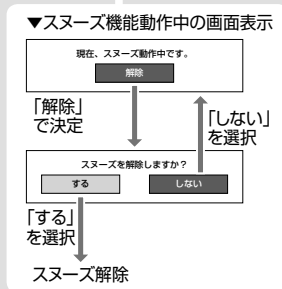 ▼スヌーズ機能動作中の画面表示
現在、スヌーズ動作中です。
解除
「解除」
で決定
「しない」
を選択
スヌーズを解除しますか？
する
しない
「する」
を選択
スヌーズ解除